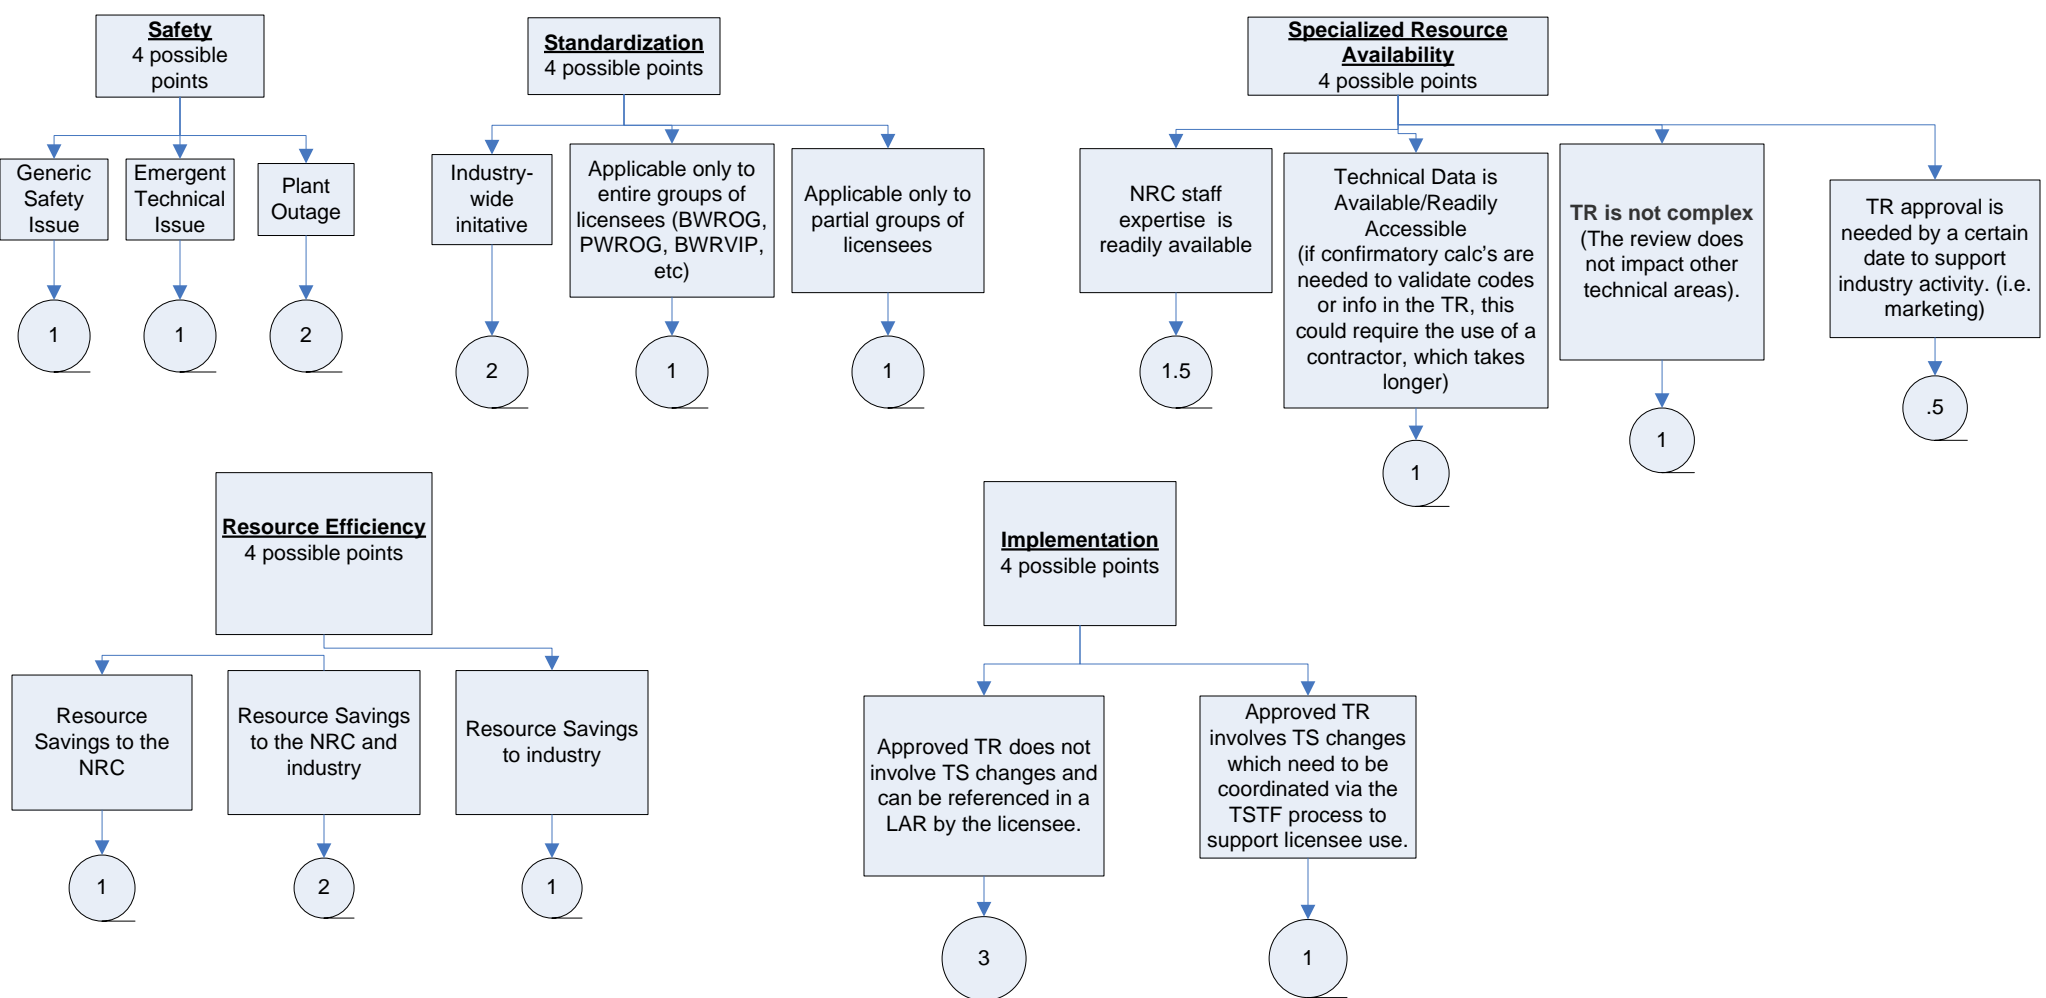 Safety
4 possible
points
Generic
Safety
Issue
Emergent
Technical
Issue
Plant
Outage
1
1
2
Standardization
4 possible points
Industry-
wide
initative
Applicable only to
entire groups of
licensees (BWROG,
PWROG, BWRVIP,
etc)
Applicable only to
partial groups of
licensees
2
1
1
Specialized Resource
Availability
4 possible points
NRC staff
expertise  is
readily available
Technical Data is
Available/Readily
Accessible
(if confirmatory calc's are
needed to validate codes
or info in the TR, this
could require the use of a
contractor, which takes
longer)
TR is not complex
(The review does
not impact other
technical areas).
TR approval is
needed by a certain
date to support
industry activity. (i.e.
marketing)
1.5
1
1
.5
Resource Efficiency
4 possible points
Resource
Savings to the
NRC
Resource Savings
to the NRC and
industry
Resource Savings
to industry
1
2
1
Implementation
4 possible points
Approved TR does not
involve TS changes and
can be referenced in a
LAR by the licensee.
Approved TR
involves TS changes
which need to be
coordinated via the
TSTF process to
support licensee use.
3
1